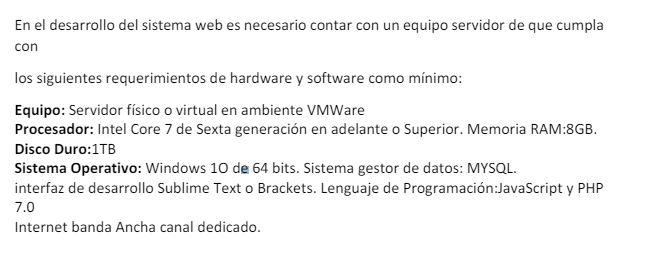 En el desarrollo del sistema web es necesario contar con un equipo servidor de que cumpla
con
los siguientes requerimientos de hardware y software como mínimo:
Equipo: Servidor físico o virtual en ambiente VMWare
Procesador: Intel Core 7 de Sexta generación en adelante o Superior. Memoria RAM:8GB.
Disco Duro:1TB
Sistema Operativo: Windows 1O de 64 bits. Sistema gestor de datos: MYSQL.
interfaz de desarrollo Sublime Text o Brackets. Lenguaje de Programación:JavaScript y PHP
7.0
Internet banda Ancha canal dedicado.